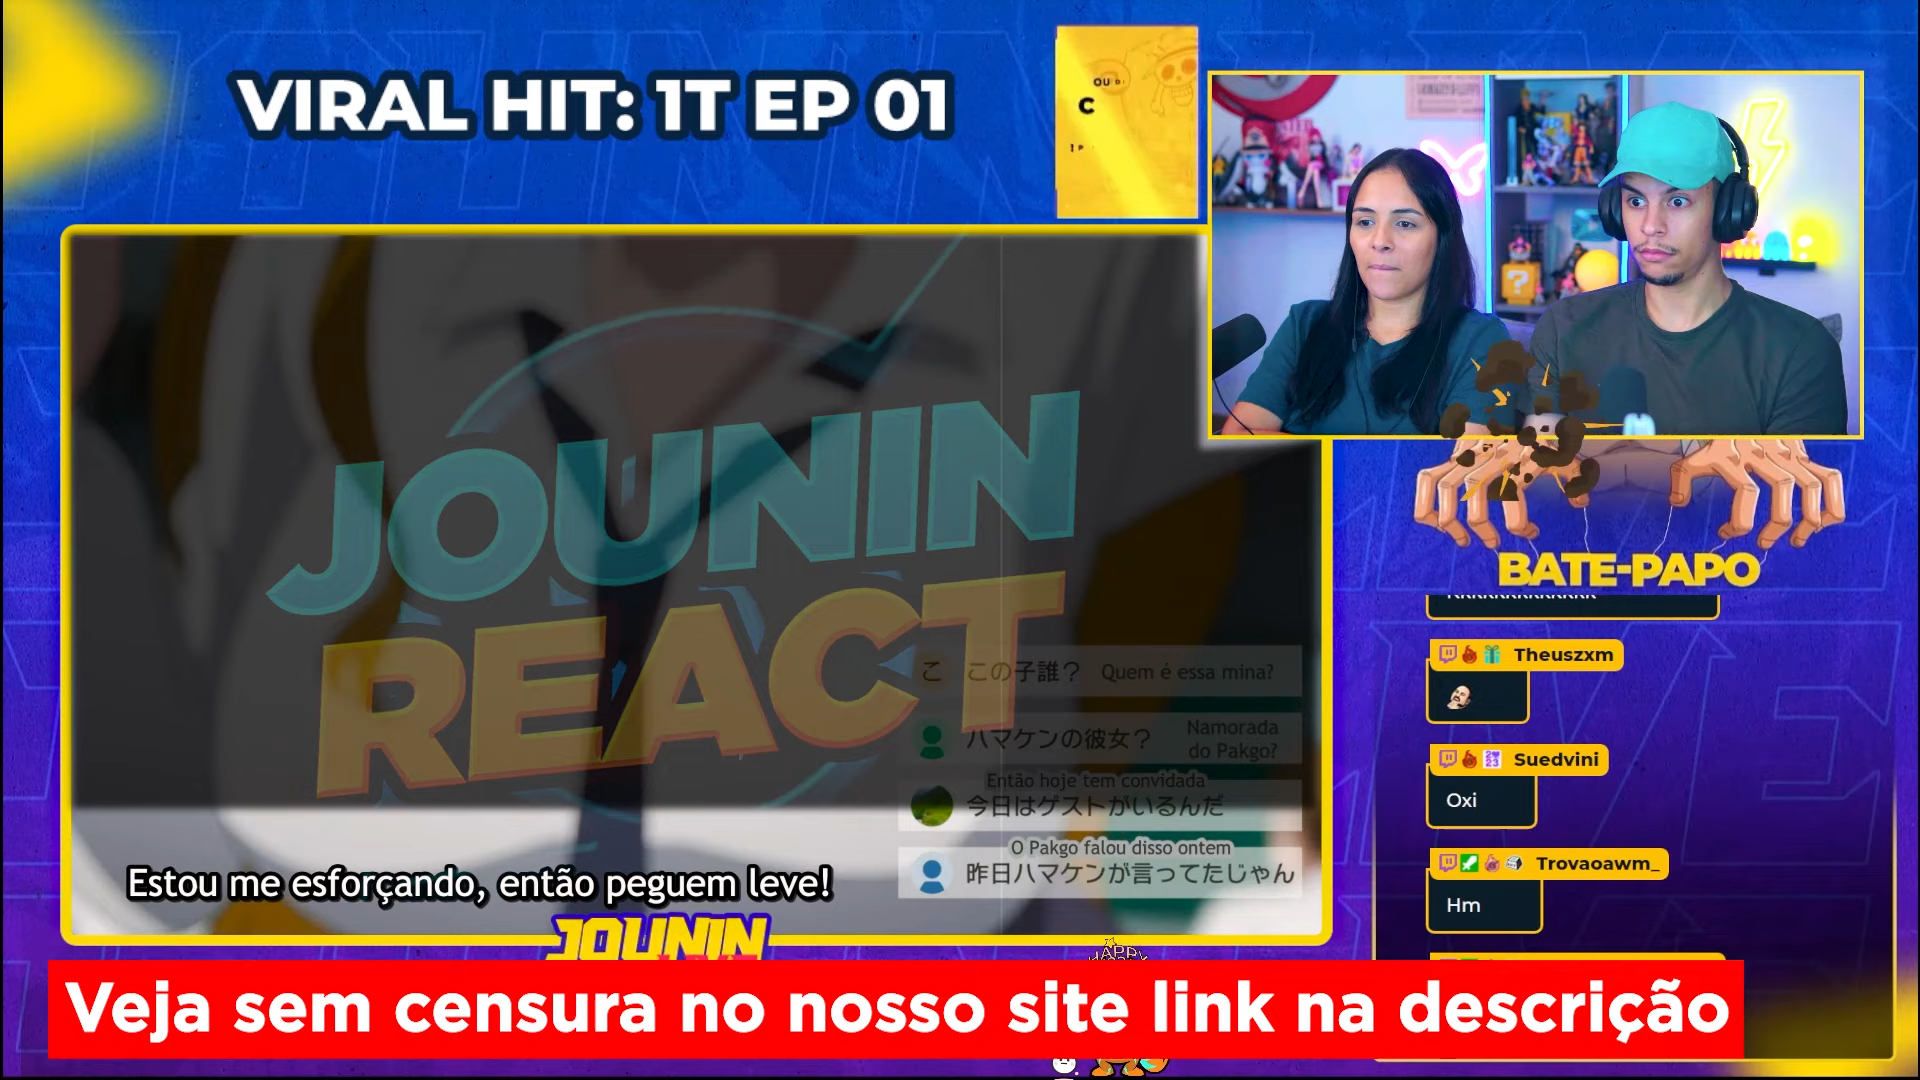 VIRAL HIT: 1T EP 01
OU D
C
JOUNIN
REACT
こ この子誰？ Quem é essa mina?
ハマケンの彼女？ Namorada do Pakgo?
Então hoje tem convidada
今日はゲストがいるんだ
O Pakgo falou disso ontem
昨日ハマケンが言ってたじゃん
Estou me esforçando, então peguem leve!
JOUNIN
BATE-PAPO
Theuszxm
Suedvini
Oxi
Trovaoawm_
Hm
HAPPY
Veja sem censura no nosso site link na descrição